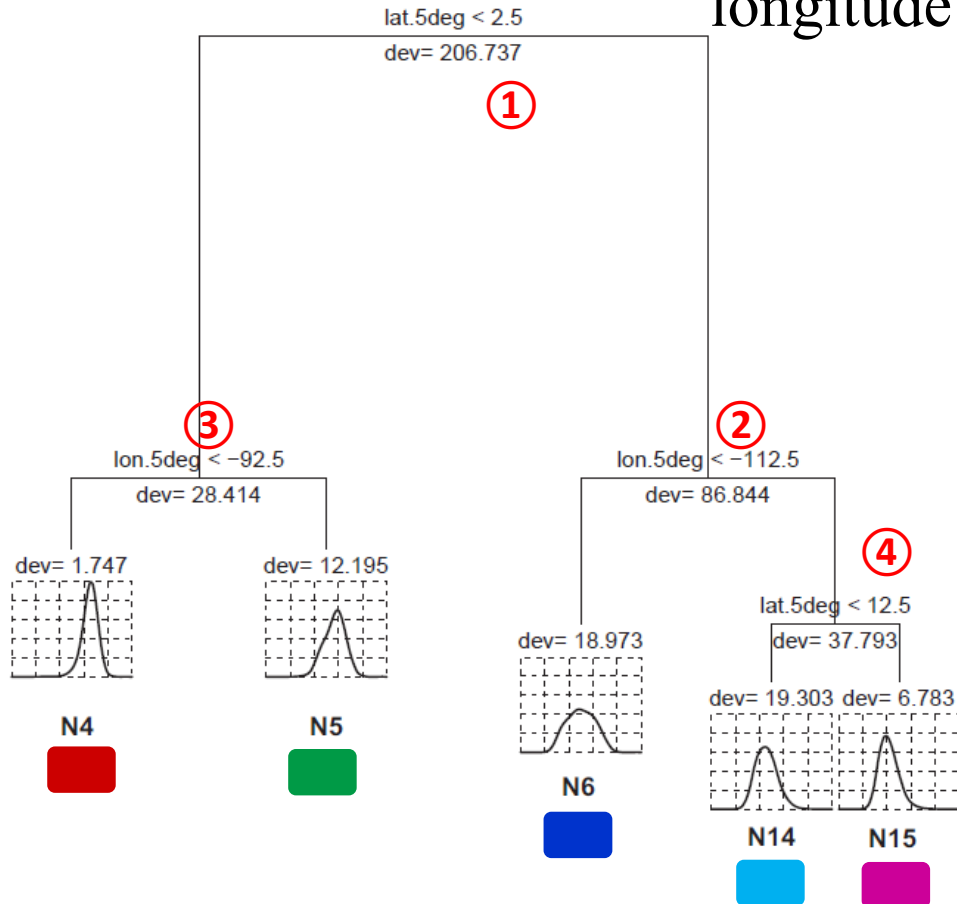 longitude
lat.5deg < 2.5
dev= 206.737
①
③
②
lon.5deg < −92.5
dev= 28.414
lon.5deg < −112.5
dev= 86.844
④
dev= 1.747
dev= 12.195
lat.5deg < 12.5
dev= 37.793
dev= 18.973
dev= 19.303
dev= 6.783
N4
N5
N6
N14
N15